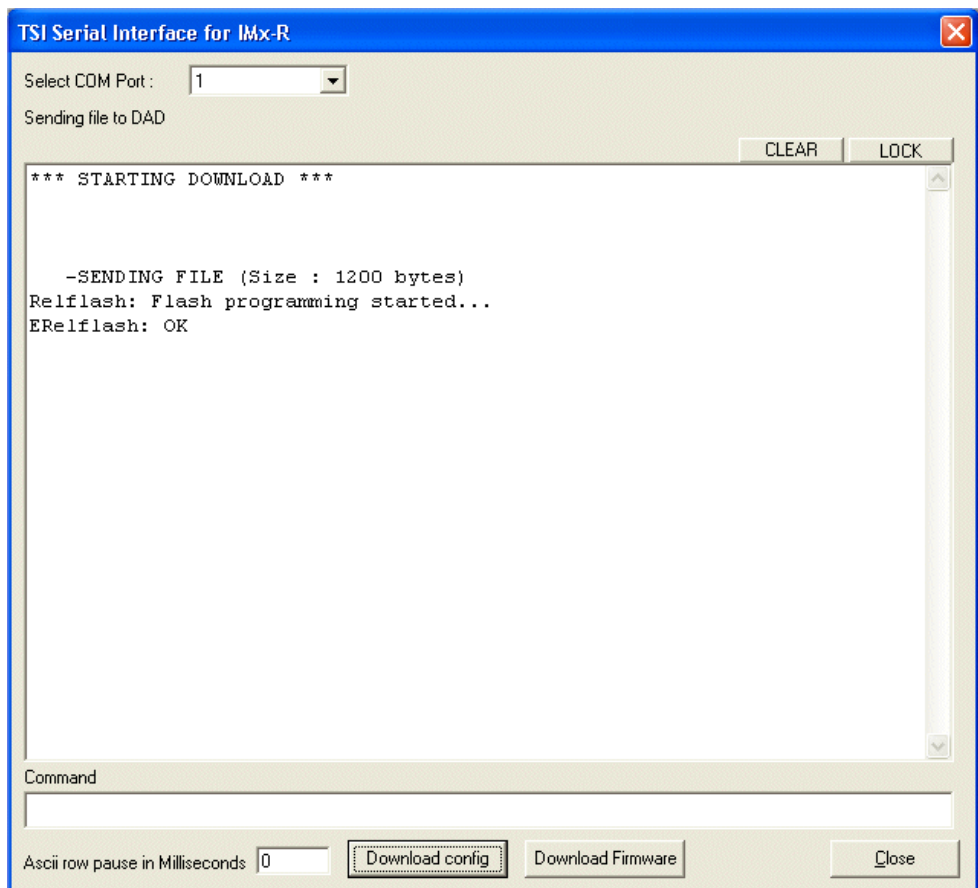 TSI Serial Interface for IMx-R
Select COM Port : 1
Sending file to DAD
CLEAR LOCK
*** STARTING DOWNLOAD ***
-SENDING FILE (Size : 1200 bytes)
Relflash: Flash programming started...
ERelflash: OK
Command
Ascii row pause in Milliseconds 0 Download config Download Firmware Close